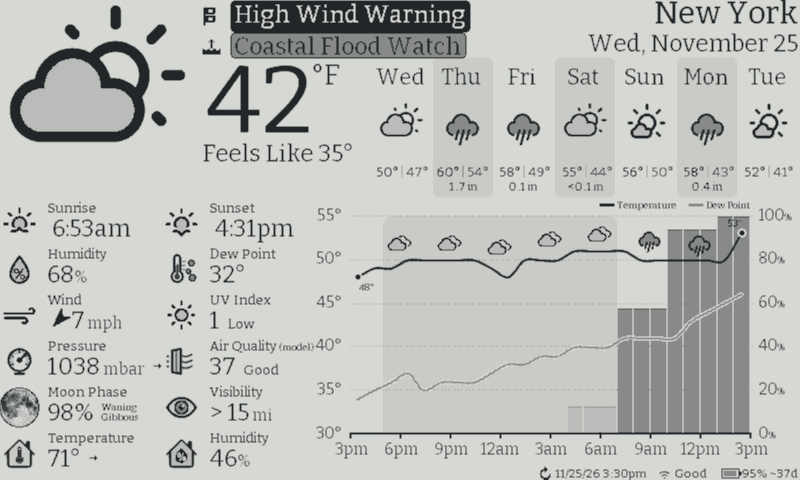 High Wind Warning
Coastal Flood Watch
New York
Wed, November 25
42°F
Feels Like 35°
Wed Thu Fri Sat Sun Mon Tue
50°|47° 60°|54° 58°|49° 55°|44° 56°|50° 58°|43° 52°|41°
1.7 in 0.1 in <0.1 in 0.4 in
Sunrise
6:53am
Sunset
4:31pm
Humidity
68%
Dew Point
32°
Wind
7 mph
UV Index
1 Low
Pressure
1038 mbar
Air Quality (model)
37 Good
Moon Phase
98% Waning Gibbous
Visibility
> 15 mi
Temperature
71°
Humidity
46%
Temperature Dew Point
55° 100%
53°
50° 80%
48°
45° 60%
40° 40%
35° 20%
30° 0%
3pm 6pm 9pm 12am 3am 6am 9am 12pm 3pm
11/25/26 3:30pm Good 95% ~37d